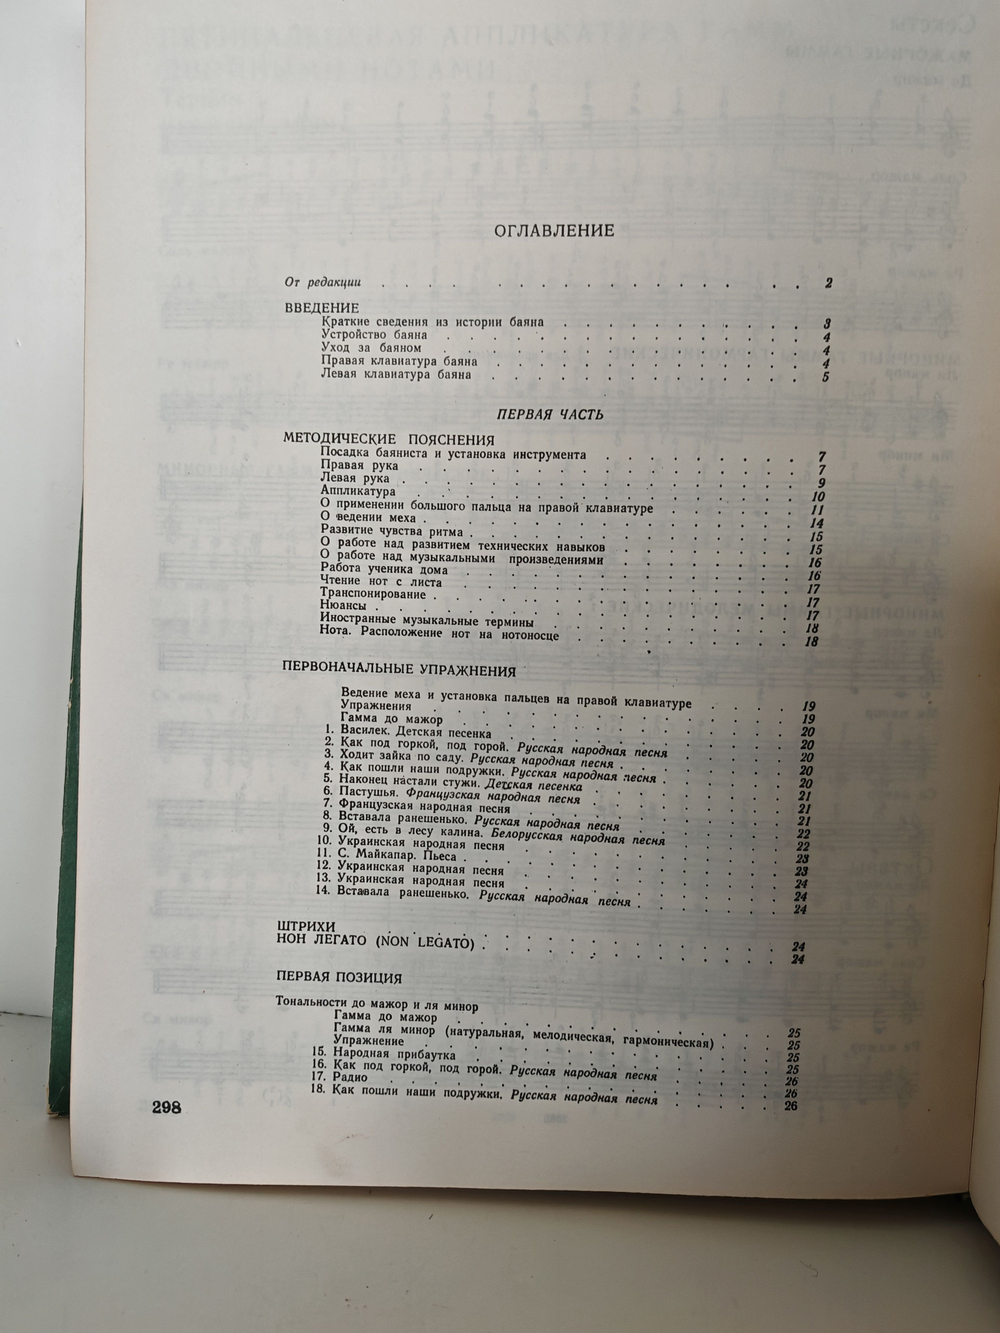 ОГЛАВЛЕНИЕ
От редакции . . . . . . . . . . . . . . . 2
ВВЕДЕНИЕ
Краткие сведения из истории баяна . . . . . . . . . . 3
Устройство баяна . . . . . . . . . . . . . . 4
Уход за баяном . . . . . . . . . . . . . . 4
Правая клавиатура баяна . . . . . . . . . . . . 4
Левая клавиатура баяна . . . . . . . . . . . . 5
ПЕРВАЯ ЧАСТЬ
МЕТОДИЧЕСКИЕ ПОЯСНЕНИЯ
Посадка баяниста и установка инструмента . . . . . . . . 7
Правая рука . . . . . . . . . . . . . . . 7
Левая рука . . . . . . . . . . . . . . . 9
Аппликатура . . . . . . . . . . . . . . . 10
О применении большого пальца на правой клавиатуре . . . . . 11
О ведении меха . . . . . . . . . . . . . . 14
Развитие чувства ритма . . . . . . . . . . . . 15
О работе над развитием технических навыков . . . . . . . 15
О работе над музыкальными произведениями . . . . . . . 16
Работа ученика дома . . . . . . . . . . . . . 16
Чтение нот с листа . . . . . . . . . . . . . 17
Транспонирование . . . . . . . . . . . . . . 17
Нюансы . . . . . . . . . . . . . . . . 17
Иностранные музыкальные термины . . . . . . . . . . 18
Нота. Расположение нот на нотоносце . . . . . . . . . 18
ПЕРВОНАЧАЛЬНЫЕ УПРАЖНЕНИЯ
Ведение меха и установка пальцев на правой клавиатуре . . . . 19
Упражнения . . . . . . . . . . . . . . 19
Гамма до мажор . . . . . . . . . . . . . 20
1. Василек. Детская песенка . . . . . . . . . . . 20
2. Как под горкой, под горой. Русская народная песня . . . . . 20
3. Ходит зайка по саду. Русская народная песня . . . . . . . 20
4. Как пошли наши подружки. Русская народная песня . . . . . 20
5. Наконец настали стужи. Детская песенка . . . . . . . . 21
6. Пастушья. Французская народная песня . . . . . . . . 21
7. Французская народная песня . . . . . . . . . . 21
8. Вставала ранешенько. Русская народная песня . . . . . . 22
9. Ой, есть в лесу калина. Белорусская народная песня . . . . . 22
10. Украинская народная песня . . . . . . . . . . 23
11. С. Майкапар. Пьеса . . . . . . . . . . . . 23
12. Украинская народная песня . . . . . . . . . . 24
13. Украинская народная песня . . . . . . . . . . 24
14. Вставала ранешенько. Русская народная песня . . . . . . 24
ШТРИХИ . . . . . . . . . . . . . . . 24
НОН ЛЕГАТО (NON LEGATO) . . . . . . . . . . . 24
ПЕРВАЯ ПОЗИЦИЯ
Тональности до мажор и ля минор
Гамма до мажор . . . . . . . . . . . . . 25
Гамма ля минор (натуральная, мелодическая, гармоническая) . . . 25
Упражнение . . . . . . . . . . . . . . 25
15. Народная прибаутка . . . . . . . . . . . . 25
16. Как под горкой, под горой. Русская народная песня . . . . . 26
17. Радио . . . . . . . . . . . . . . . 26
18. Как пошли наши подружки. Русская народная песня . . . . . 26
298